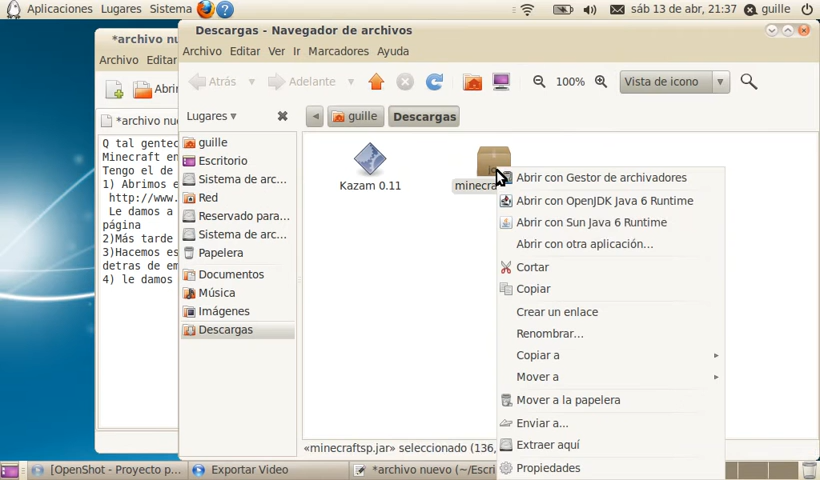 Aplicaciones Lugares Sistema
sáb 13 de abr, 21:37 guille
*archivo nu
Archivo Editar
Abrir
*archivo nue
Q tal gentec
Minecraft en
Tengo el de
1) Abrimos e
http://www.
Le damos a
página
2)Más tarde
3)Hacemos es
detras de em
4) le damos
Descargas - Navegador de archivos
Archivo Editar Ver Ir Marcadores Ayuda
Atrás Adelante 100% Vista de icono
Lugares
guille Descargas
guille
Escritorio
Sistema de arc...
Red
Reservado para...
Sistema de arc...
Papelera
Documentos
Música
Imágenes
Descargas
Kazam 0.11
minecra
Abrir con Gestor de archivadores
Abrir con OpenJDK Java 6 Runtime
Abrir con Sun Java 6 Runtime
Abrir con otra aplicación...
Cortar
Copiar
Crear un enlace
Renombrar...
Copiar a
Mover a
Mover a la papelera
Enviar a...
Extraer aquí
Propiedades
«minecraftsp.jar» seleccionado (136,
[OpenShot - Proyecto p... Exportar Video *archivo nuevo (~/Escri